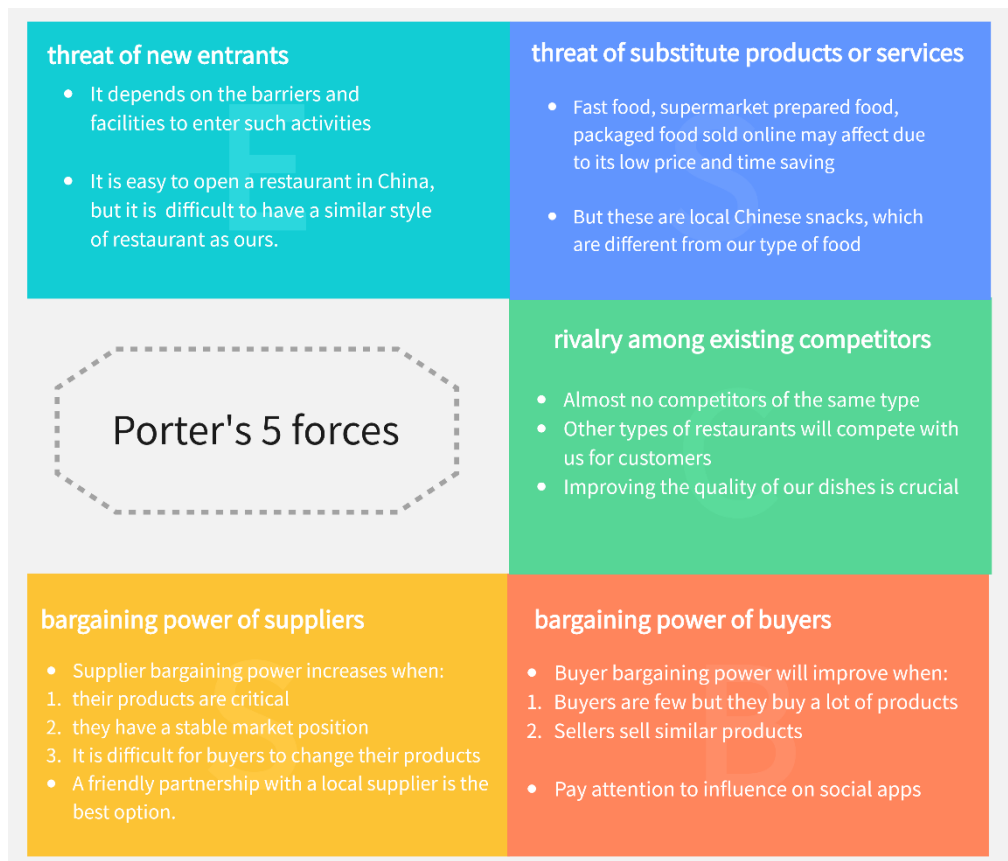 threat of new entrants
• It depends on the barriers and
facilities to enter such activities
• It is easy to open a restaurant in China,
but it is difficult to have a similar style
of restaurant as ours.
E
threat of substitute products or services
• Fast food, supermarket prepared food,
packaged food sold online may affect due
to its low price and time saving
• But these are local Chinese snacks, which
are different from our type of food
S
Porter's 5 forces
rivalry among existing competitors
• Almost no competitors of the same type
• Other types of restaurants will compete with
us for customers
• Improving the quality of our dishes is crucial
C
bargaining power of suppliers
• Supplier bargaining power increases when:
1. their products are critical
2. they have a stable market position
3. It is difficult for buyers to change their products
• A friendly partnership with a local supplier is the
best option.
S
bargaining power of buyers
• Buyer bargaining power will improve when:
1. Buyers are few but they buy a lot of products
2. Sellers sell similar products
• Pay attention to influence on social apps
B